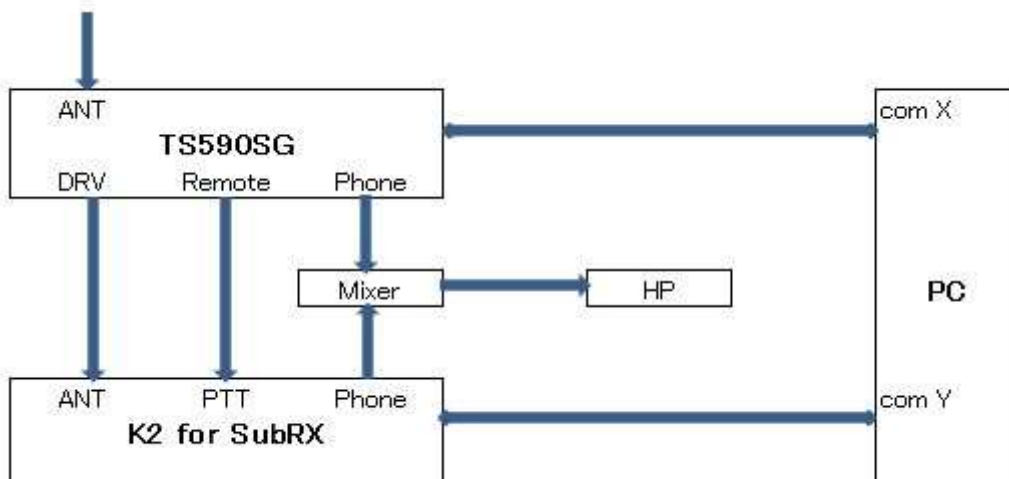 ANT
com X
TS590SG
DRV Remote Phone
Mixer HP PC
ANT PTT Phone com Y
K2 for SubRX